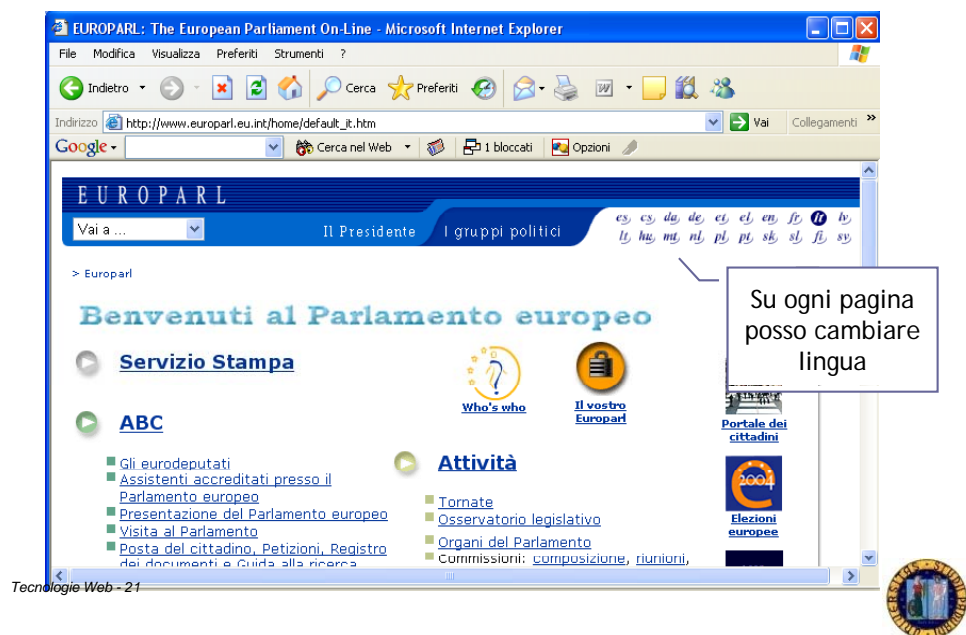 EUROPARL: The European Parliament On-Line - Microsoft Internet Explorer
File Modifica Visualizza Preferiti Strumenti ?
Indietro Cerca Preferiti
Indirizzo http://www.europarl.eu.int/home/default_it.htm Vai Collegamenti »
Google Cerca nel Web 1 bloccati Opzioni
EUROPARL
Vai a ... Il Presidente I gruppi politici
es cs da de et el en fr it lv
lt hu mt nl pl pt sk sl fi sv
> Europarl
Su ogni pagina
posso cambiare
lingua
Benvenuti al Parlamento europeo
Servizio Stampa
Who's who
Il vostro
Europarl
Portale dei
cittadini
ABC
Gli eurodeputati
Assistenti accreditati presso il
Parlamento europeo
Presentazione del Parlamento europeo
Visita al Parlamento
Posta del cittadino, Petizioni, Registro
dei documenti e Guida alla ricerca
Attività
Tornate
Osservatorio legislativo
Organi del Parlamento
Commissioni: composizione, riunioni,
2004
Elezioni
europee
Tecnologie Web - 21